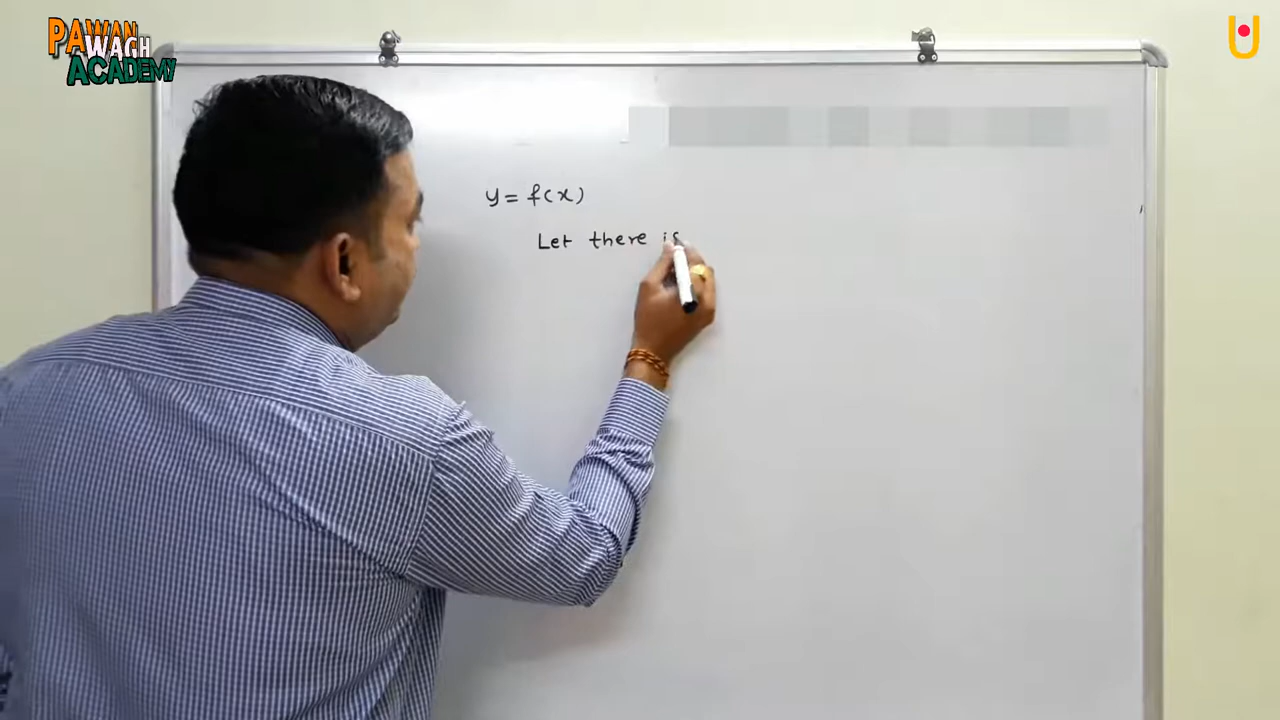 PAWAN
WAGH
ACADEMY
y = f(x)
Let there is